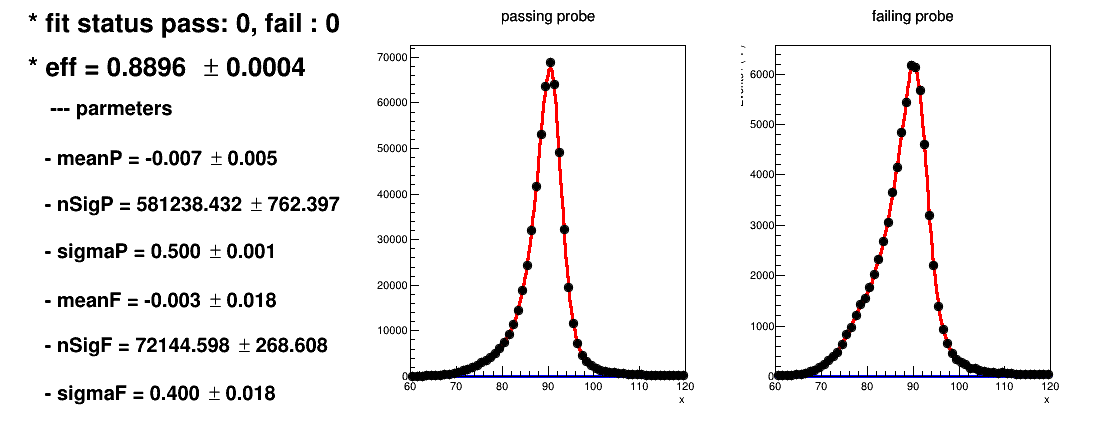 * fit status pass: 0, fail : 0
* eff = 0.8896 ± 0.0004
--- parmeters
- meanP = -0.007 ± 0.005
- nSigP = 581238.432 ± 762.397
- sigmaP = 0.500 ± 0.001
- meanF = -0.003 ± 0.018
- nSigF = 72144.598 ± 268.608
- sigmaF = 0.400 ± 0.018
passing probe
70000
60000
50000
40000
30000
20000
10000
0
60 70 80 90 100 110 120
x
failing probe
6000
5000
4000
3000
2000
1000
0
60 70 80 90 100 110 120
x